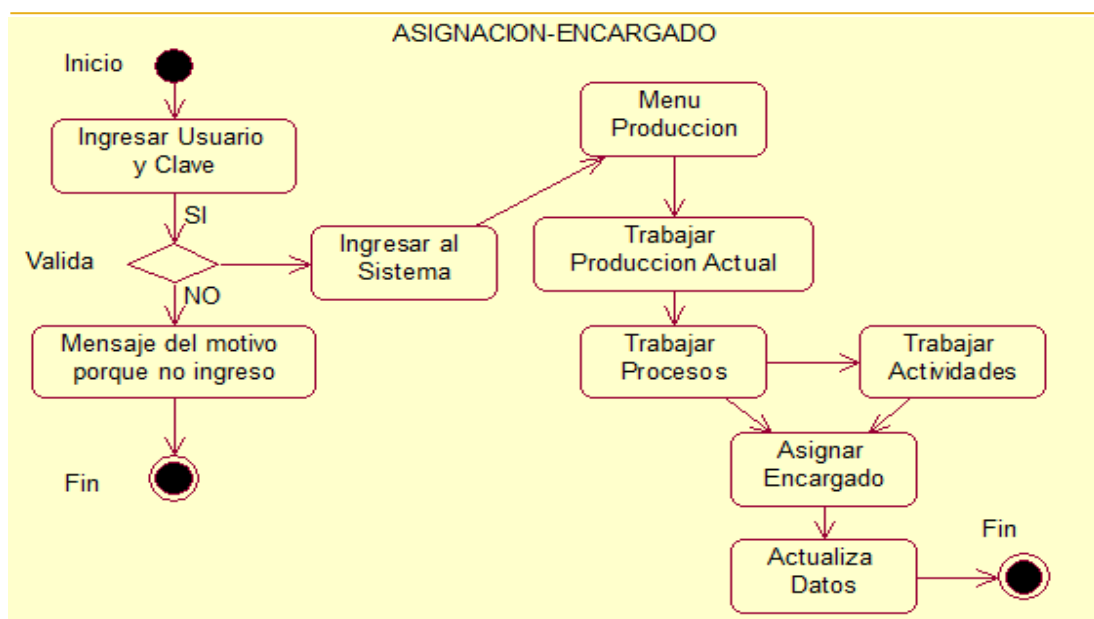 ASIGNACION-ENCARGADO
Inicio
Ingresar Usuario
y Clave
SI
Valida
NO
Mensaje del motivo
porque no ingreso
Fin
Ingresar al
Sistema
Menu
Produccion
Trabajar
Produccion Actual
Trabajar
Procesos
Trabajar
Actividades
Asignar
Encargado
Actualiza
Datos
Fin